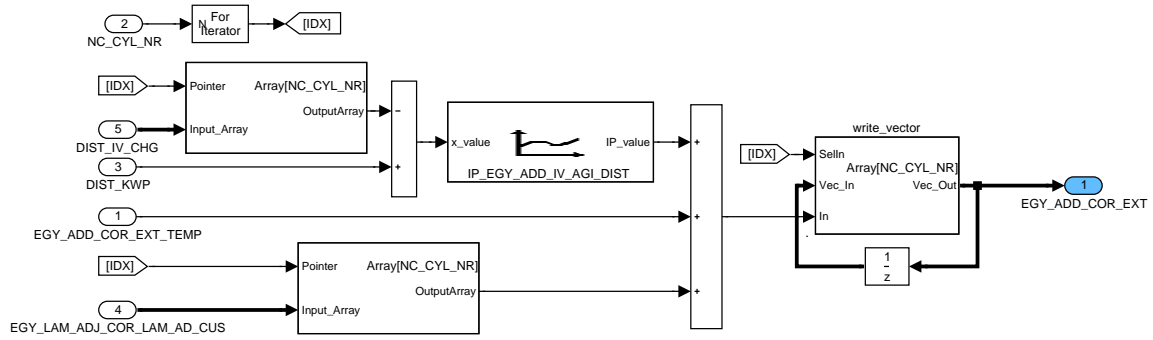 2
N
For
Iterator
[IDX]
NC_CYL_NR
[IDX]
Pointer
Array[NC_CYL_NR]
OutputArray
Input_Array
5
DIST_IV_CHG
3
DIST_KWP
−
+
x_value
IP_value
IP_EGY_ADD_IV_AGI_DIST
+
+
+
1
EGY_ADD_COR_EXT_TEMP
[IDX]
Pointer
Array[NC_CYL_NR]
OutputArray
4
Input_Array
EGY_LAM_ADJ_COR_LAM_AD_CUS
write_vector
[IDX]
SelIn
Array[NC_CYL_NR]
Vec_In
Vec_Out
In
1
EGY_ADD_COR_EXT
1
z